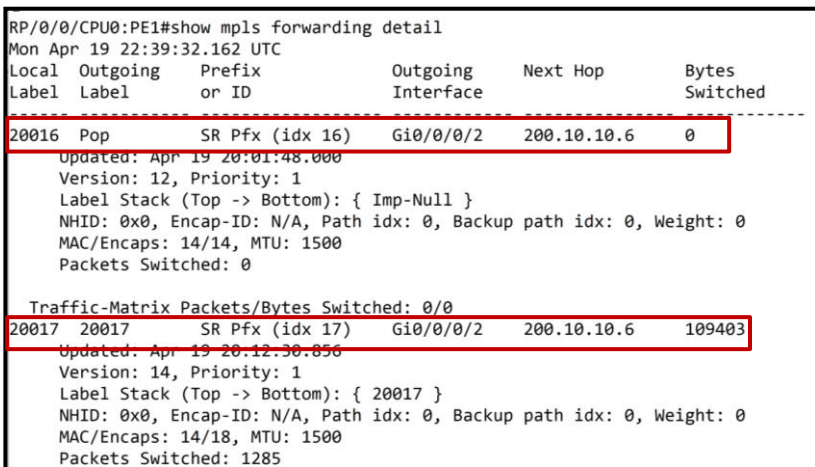 RP/0/0/CPU0:PE1#show mpls forwarding detail
Mon Apr 19 22:39:32.162 UTC
Local  Outgoing    Prefix             Outgoing     Next Hop        Bytes
Label  Label       or ID              Interface                    Switched
------ ----------- ------------------ ------------ --------------- ------------
20016  Pop         SR Pfx (idx 16)    Gi0/0/0/2    200.10.10.6     0
Updated: Apr 19 20:01:48.000
Version: 12, Priority: 1
Label Stack (Top -> Bottom): { Imp-Null }
NHID: 0x0, Encap-ID: N/A, Path idx: 0, Backup path idx: 0, Weight: 0
MAC/Encaps: 14/14, MTU: 1500
Packets Switched: 0
Traffic-Matrix Packets/Bytes Switched: 0/0
20017  20017       SR Pfx (idx 17)    Gi0/0/0/2    200.10.10.6     109403
Updated: Apr 19 20:12:30.856
Version: 14, Priority: 1
Label Stack (Top -> Bottom): { 20017 }
NHID: 0x0, Encap-ID: N/A, Path idx: 0, Backup path idx: 0, Weight: 0
MAC/Encaps: 14/18, MTU: 1500
Packets Switched: 1285